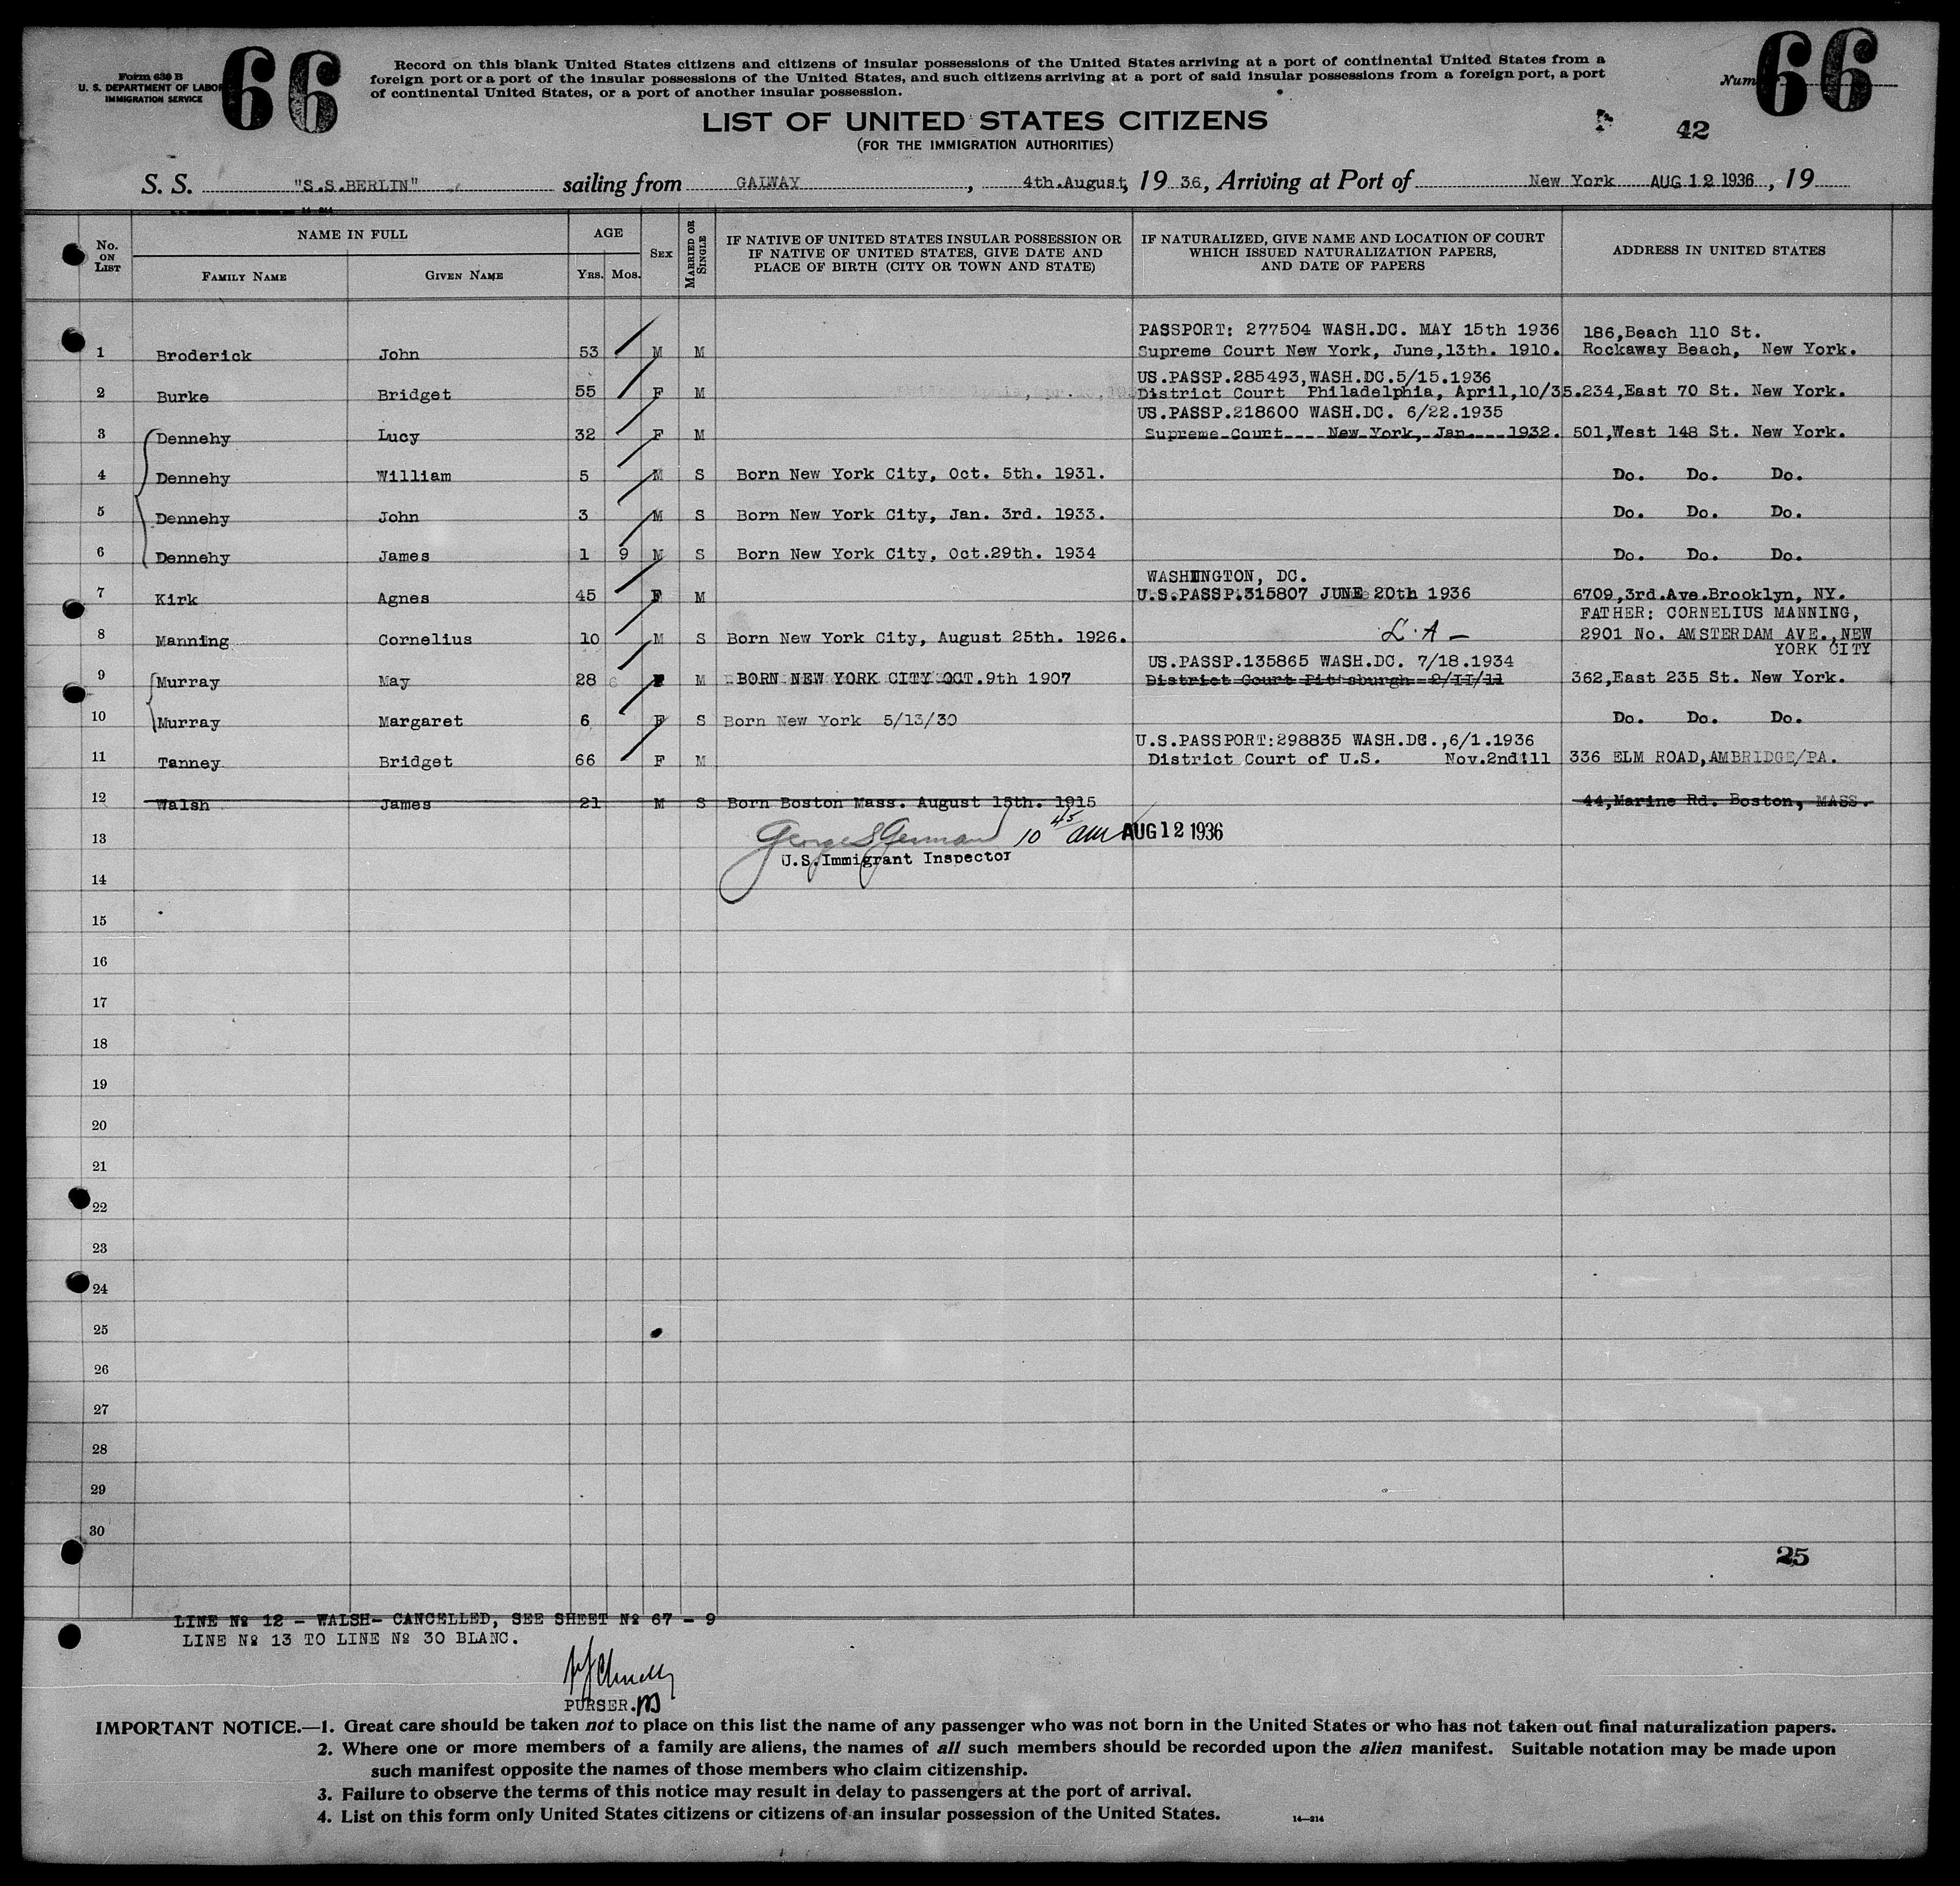 Form 630 B
U. S. DEPARTMENT OF LABOR
IMMIGRATION SERVICE
66
Record on this blank United States citizens and citizens of insular possessions of the United States arriving at a port of continental United States from a
foreign port or a port of the insular possessions of the United States, and such citizens arriving at a port of said insular possessions from a foreign port, a port
of continental United States, or a port of another insular possession.
66
LIST OF UNITED STATES CITIZENS
(FOR THE IMMIGRATION AUTHORITIES)
42
S. S. "S.S.BERLIN" sailing from GALWAY, 4th.August, 19 36, Arriving at Port of New York AUG 12 1936, 19
No. ON LIST
NAME IN FULL
FAMILY NAME GIVEN NAME
AGE
YRS. MOS.
SEX
MARRIED OR SINGLE
IF NATIVE OF UNITED STATES INSULAR POSSESSION OR
IF NATIVE OF UNITED STATES, GIVE DATE AND
PLACE OF BIRTH (CITY OR TOWN AND STATE)
IF NATURALIZED, GIVE NAME AND LOCATION OF COURT
WHICH ISSUED NATURALIZATION PAPERS,
AND DATE OF PAPERS
ADDRESS IN UNITED STATES
PASSPORT: 277504 WASH.DC. MAY 15th 1936 186,Beach 110 St.
1 Broderick John 53 M M Supreme Court New York, June,13th. 1910. Rockaway Beach, New York.
US.PASSP.285493,WASH.DC.5/15.1936
2 Burke Bridget 55 F M District Court Philadelphia, April,10/35. 234,East 70 St. New York.
US.PASSP.218600 WASH.DC. 6/22.1935
3 Dennehy Lucy 32 F M Supreme Court New York, Jan. 1932. 501,West 148 St. New York.
4 Dennehy William 5 M S Born New York City, Oct. 5th. 1931. Do. Do. Do.
5 Dennehy John 3 M S Born New York City, Jan. 3rd. 1933. Do. Do. Do.
6 Dennehy James 1 9 M S Born New York City, Oct.29th. 1934 Do. Do. Do.
WASHINGTON, DC.
7 Kirk Agnes 45 F M U.S.PASSP.315807 JUNE 20th 1936 6709,3rd.Ave.Brooklyn, NY.
FATHER: CORNELIUS MANNING,
8 Manning Cornelius 10 M S Born New York City, August 25th. 1926. L.A - 2901 No. AMSTERDAM AVE.,NEW
YORK CITY
US.PASSP.135865 WASH.DC. 7/18.1934
9 Murray May 28 6 F M BORN NEW YORK CITY OCT.9th 1907 District Court Pittsburgh 2/II/11 362,East 235 St. New York.
10 Murray Margaret 6 F S Born New York 5/13/30 Do. Do. Do.
U.S.PASSPORT:298835 WASH.DC.,6/1.1936
11 Tanney Bridget 66 F M District Court of U.S. Nov.2nd!11 336 ELM ROAD,AMBRIDGE/PA.
12 Walsh James 21 M S Born Boston Mass. August 15th. 1915 44,Marine Rd. Boston, MASS.
13 10 45 am AUG 12 1936
U.S.Immigrant Inspector
14
15
16
17
18
19
20
21
22
23
24
25
26
27
28
29
30
25
LINE № 12 - WALSH- CANCELLED, SEE SHEET № 67 - 9
LINE № 13 TO LINE № 30 BLANC.
PURSER.
IMPORTANT NOTICE.—1. Great care should be taken not to place on this list the name of any passenger who was not born in the United States or who has not taken out final naturalization papers.
2. Where one or more members of a family are aliens, the names of all such members should be recorded upon the alien manifest. Suitable notation may be made upon
such manifest opposite the names of those members who claim citizenship.
3. Failure to observe the terms of this notice may result in delay to passengers at the port of arrival.
4. List on this form only United States citizens or citizens of an insular possession of the United States.
14—214